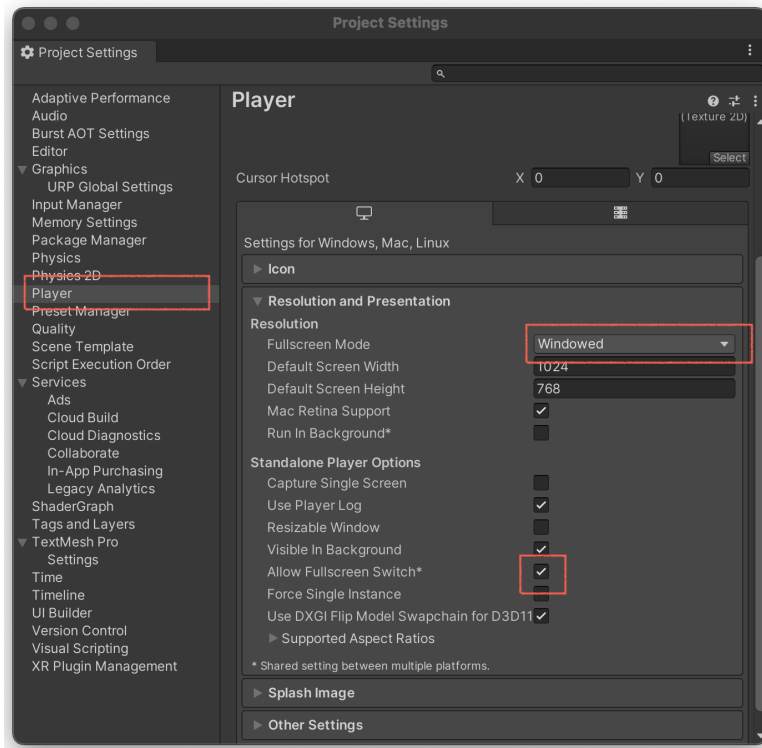 Project Settings
Project Settings
Adaptive Performance
Audio
Burst AOT Settings
Editor
Graphics
URP Global Settings
Input Manager
Memory Settings
Package Manager
Physics
Physics 2D
Player
Preset Manager
Quality
Scene Template
Script Execution Order
Services
Ads
Cloud Build
Cloud Diagnostics
Collaborate
In-App Purchasing
Legacy Analytics
ShaderGraph
Tags and Layers
TextMesh Pro
Settings
Time
Timeline
UI Builder
Version Control
Visual Scripting
XR Plugin Management
Player
(Texture 2D)
Select
Cursor Hotspot X 0 Y 0
Settings for Windows, Mac, Linux
Icon
Resolution and Presentation
Resolution
Fullscreen Mode Windowed
Default Screen Width 1024
Default Screen Height 768
Mac Retina Support
Run In Background*
Standalone Player Options
Capture Single Screen
Use Player Log
Resizable Window
Visible In Background
Allow Fullscreen Switch*
Force Single Instance
Use DXGI Flip Model Swapchain for D3D11
Supported Aspect Ratios
* Shared setting between multiple platforms.
Splash Image
Other Settings